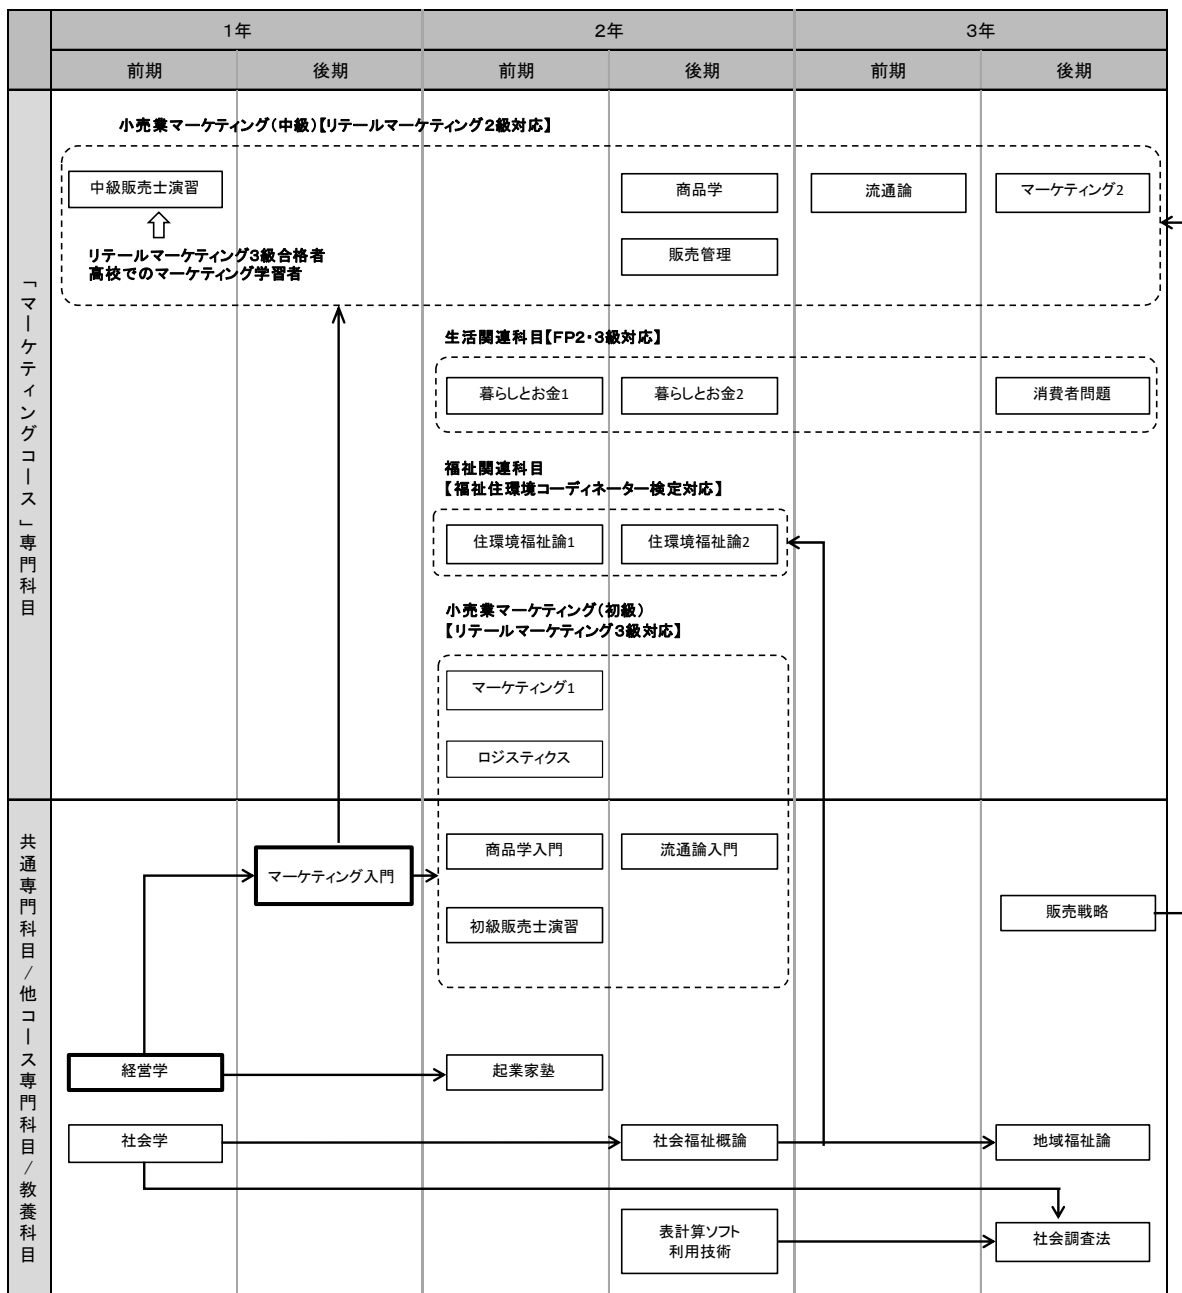 1年
2年
3年
前期
後期
前期
後期
前期
後期
「マーケティングコース」専門科目
小売業マーケティング(中級)【リテールマーケティング2級対応】
中級販売士演習
商品学
流通論
マーケティング2
リテールマーケティング3級合格者
高校でのマーケティング学習者
販売管理
生活関連科目【FP2・3級対応】
暮らしとお金1
暮らしとお金2
消費者問題
福祉関連科目
【福祉住環境コーディネーター検定対応】
住環境福祉論1
住環境福祉論2
小売業マーケティング(初級)
【リテールマーケティング3級対応】
マーケティング1
ロジスティクス
共通専門科目/他コース専門科目/教養科目
マーケティング入門
商品学入門
流通論入門
初級販売士演習
販売戦略
経営学
起業家塾
社会学
社会福祉概論
地域福祉論
表計算ソフト
利用技術
社会調査法